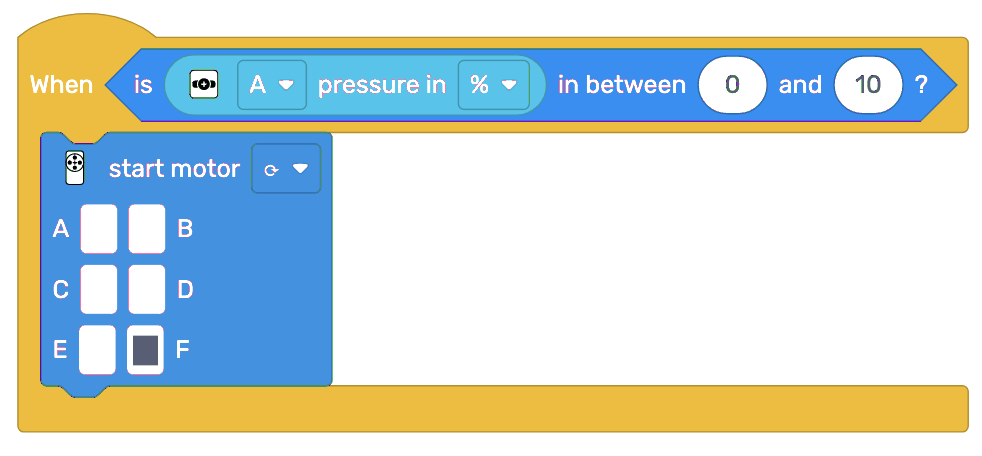 When is A pressure in % in between 0 and 10 ?
start motor
A B
C D
E F